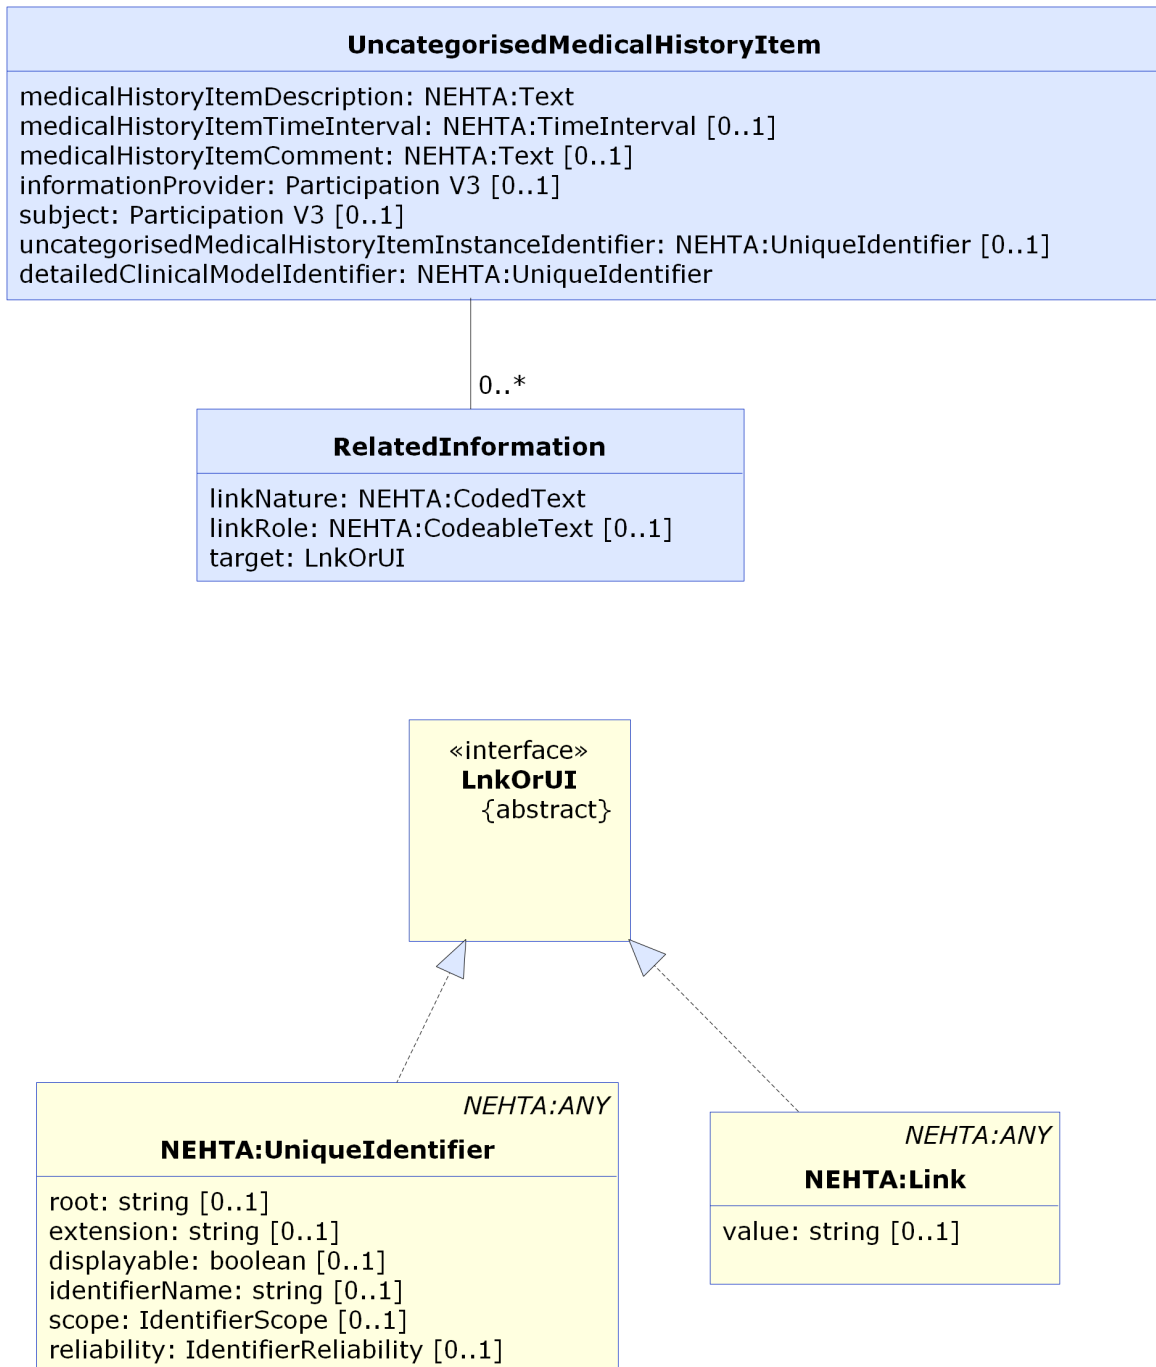 UncategorisedMedicalHistoryItem
medicalHistoryItemDescription: NEHTA:Text
medicalHistoryItemTimeInterval: NEHTA:TimeInterval [0..1]
medicalHistoryItemComment: NEHTA:Text [0..1]
informationProvider: Participation V3 [0..1]
subject: Participation V3 [0..1]
uncategorisedMedicalHistoryItemInstanceIdentifier: NEHTA:UniqueIdentifier [0..1]
detailedClinicalModelIdentifier: NEHTA:UniqueIdentifier
0..*
RelatedInformation
linkNature: NEHTA:CodedText
linkRole: NEHTA:CodeableText [0..1]
target: LnkOrUI
«interface»
LnkOrUI
{abstract}
NEHTA:ANY
NEHTA:UniqueIdentifier
root: string [0..1]
extension: string [0..1]
displayable: boolean [0..1]
identifierName: string [0..1]
scope: IdentifierScope [0..1]
reliability: IdentifierReliability [0..1]
NEHTA:ANY
NEHTA:Link
value: string [0..1]